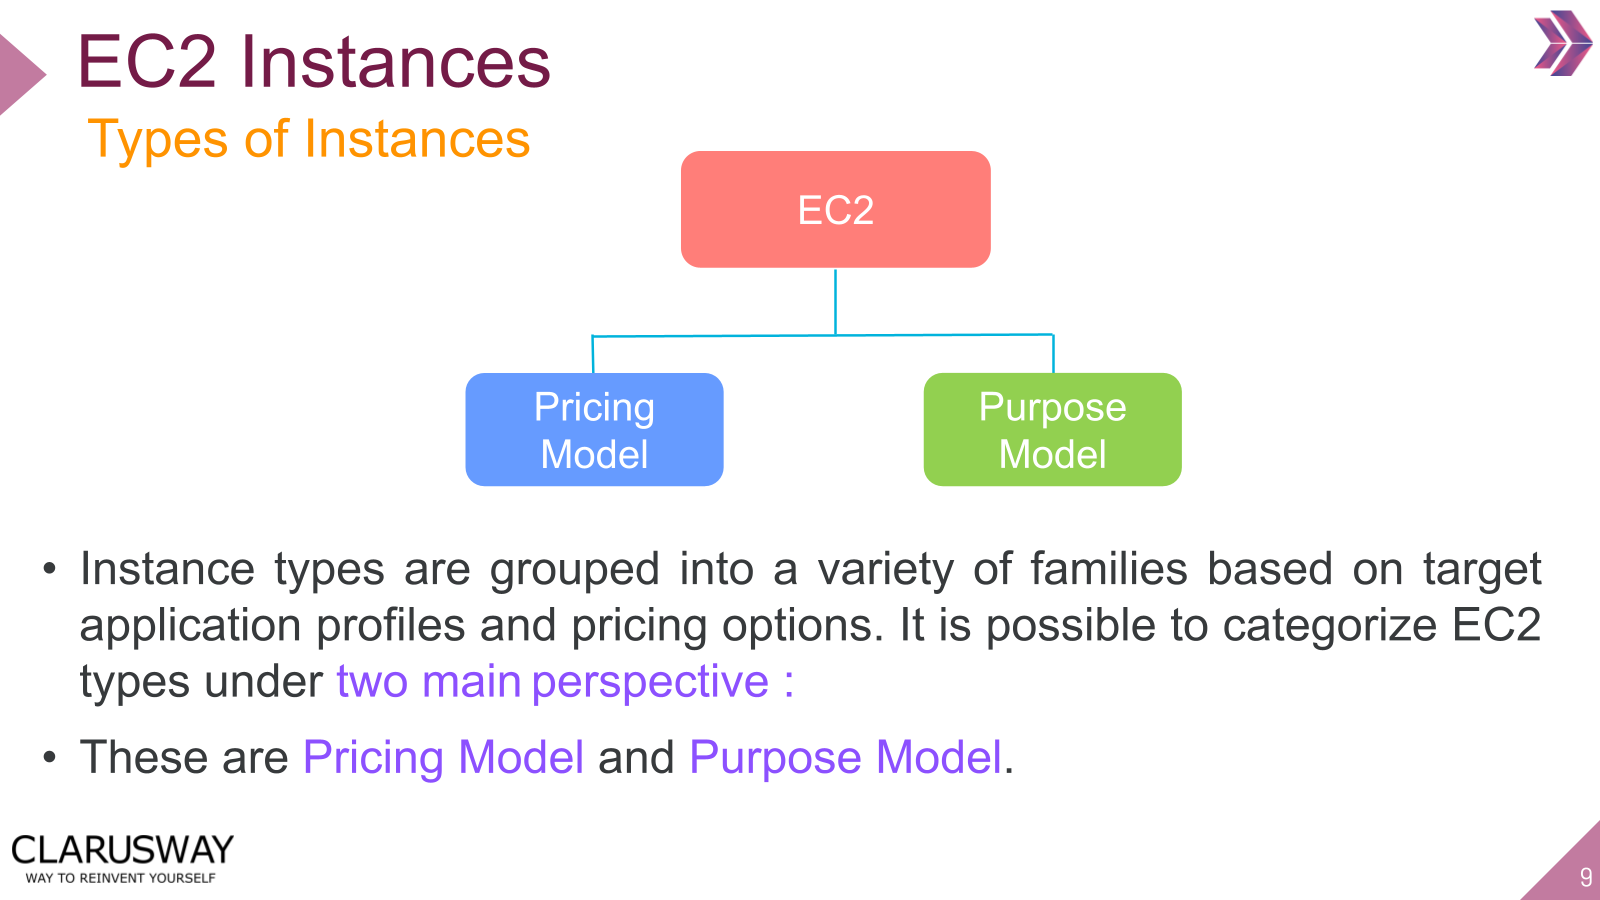 EC2 Instances
Types of Instances
EC2
Pricing
Model
Purpose
Model
• Instance types are grouped into a variety of families based on target
application profiles and pricing options. It is possible to categorize EC2
types under two main perspective :
• These are Pricing Model and Purpose Model.
CLARUSWAY
WAY TO REINVENT YOURSELF
9